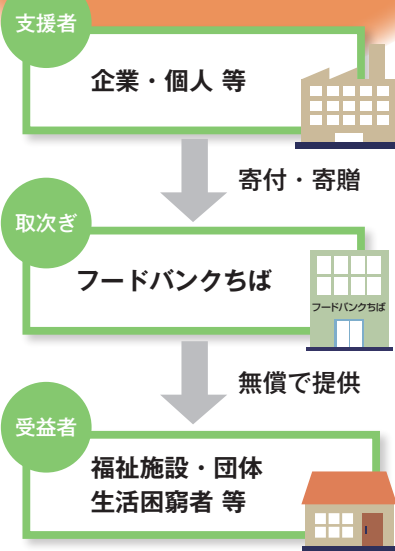 支援者
企業・個人 等
寄付・寄贈
取次ぎ
フードバンクちば
フードバンクちば
無償で提供
受益者
福祉施設・団体
生活困窮者 等